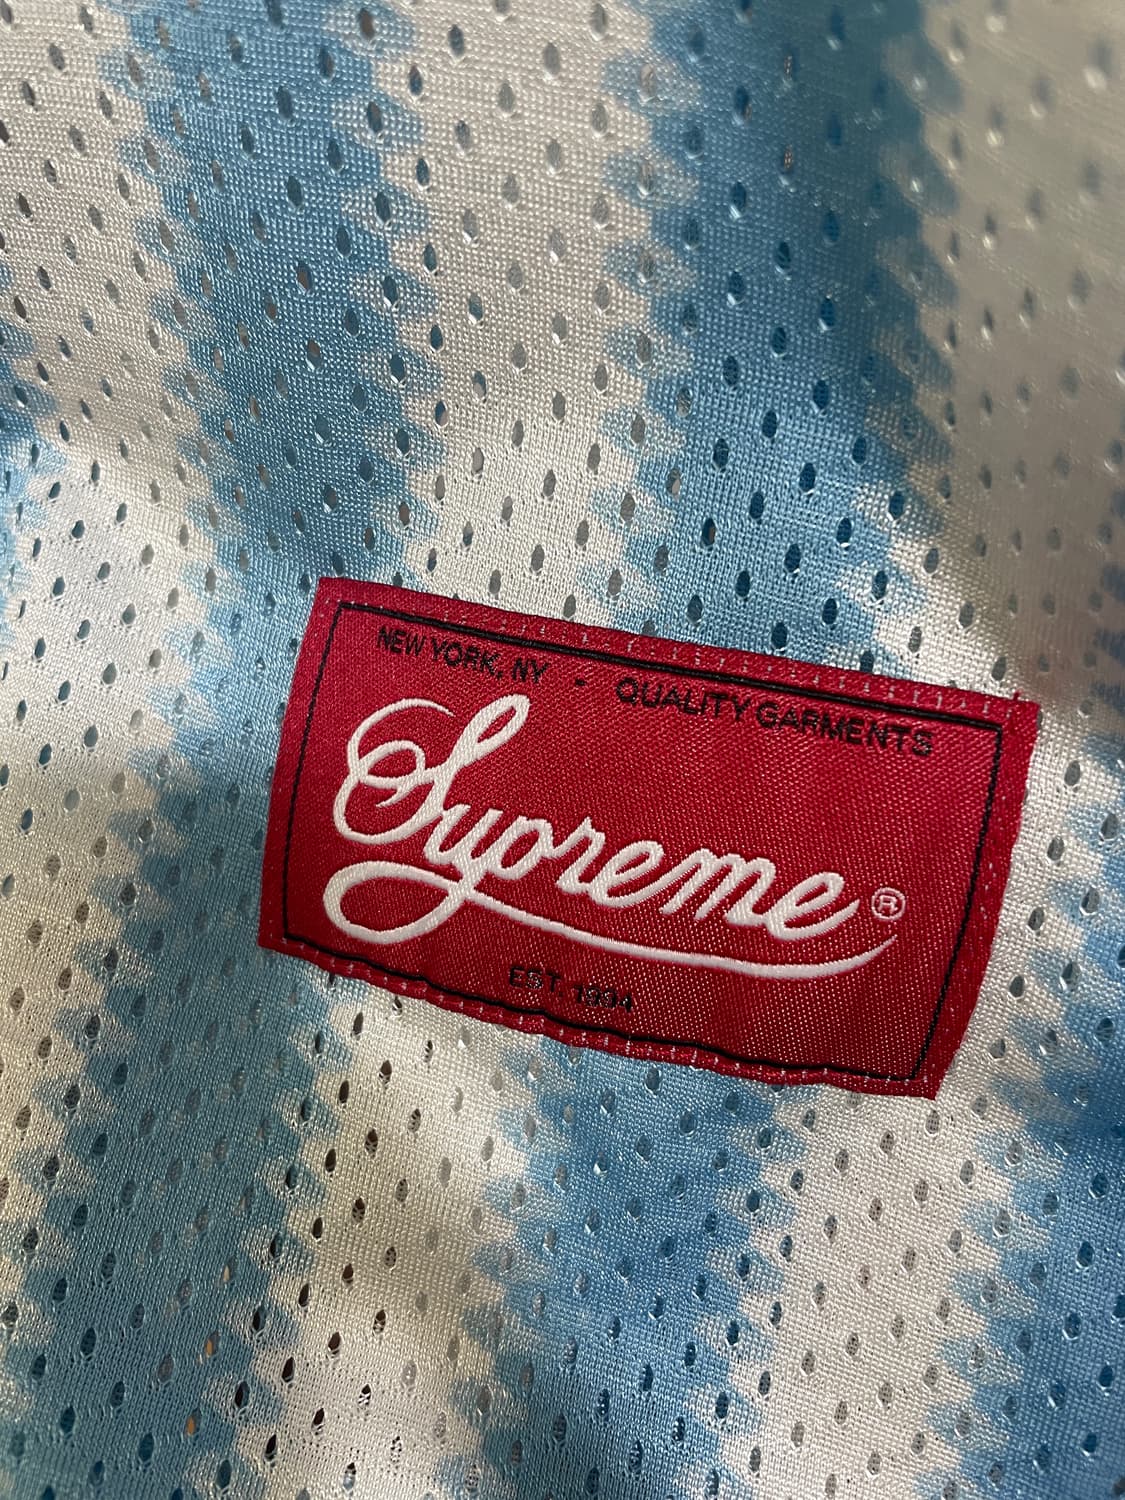 NEW YORK, NY · QUALITY GARMENTS
Supreme ®
EST. 1994